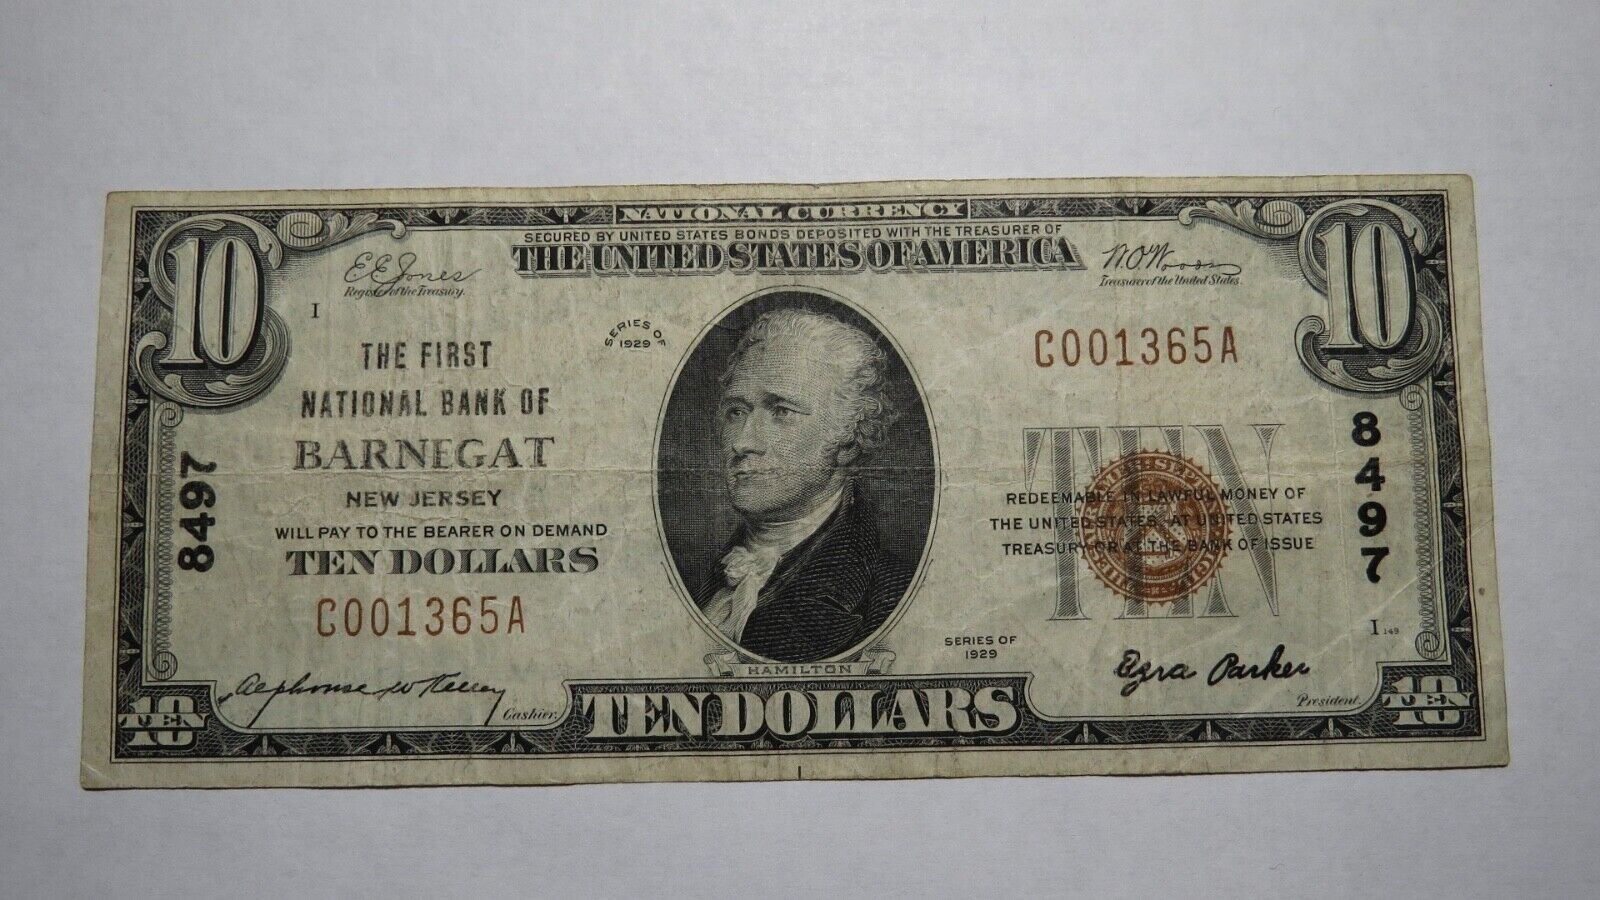 NATIONAL CURRENCY
SECURED BY UNITED STATES BONDS DEPOSITED WITH THE TREASURER OF
THE UNITED STATES OF AMERICA
10
10
E E Jones
Register of the Treasury.
W O Woods
Treasurer of the United States.
I
SERIES OF
1929
THE FIRST
NATIONAL BANK OF
BARNEGAT
NEW JERSEY
WILL PAY TO THE BEARER ON DEMAND
TEN DOLLARS
C001365A
8497
C001365A
8497
TEN
REDEEMABLE IN LAWFUL MONEY OF
THE UNITED STATES, AT UNITED STATES
TREASURY OR AT THE BANK OF ISSUE
I 149
SERIES OF
1929
HAMILTON
Cashier.
Ezra Parker
President.
10
TEN
TEN DOLLARS
10
TEN